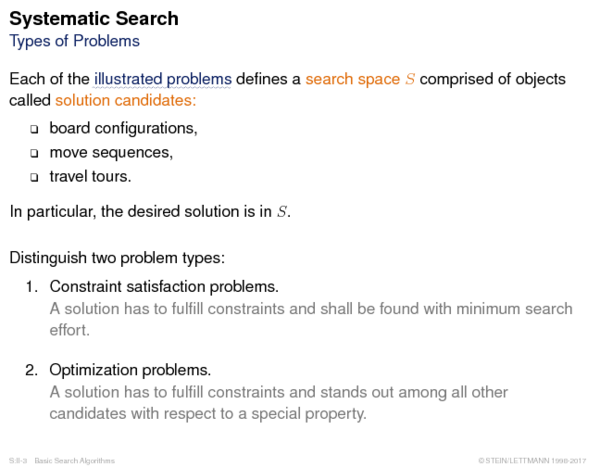 Systematic Search
Types of Problems
Each of the illustrated problems defines a search space S comprised of objects
called solution candidates:
❑ board configurations,
❑ move sequences,
❑ travel tours.
In particular, the desired solution is in S.
Distinguish two problem types:
1. Constraint satisfaction problems.
A solution has to fulfill constraints and shall be found with minimum search
effort.
2. Optimization problems.
A solution has to fulfill constraints and stands out among all other
candidates with respect to a special property.
S:II-3 Basic Search Algorithms ©STEIN/LETTMANN 1998-2017